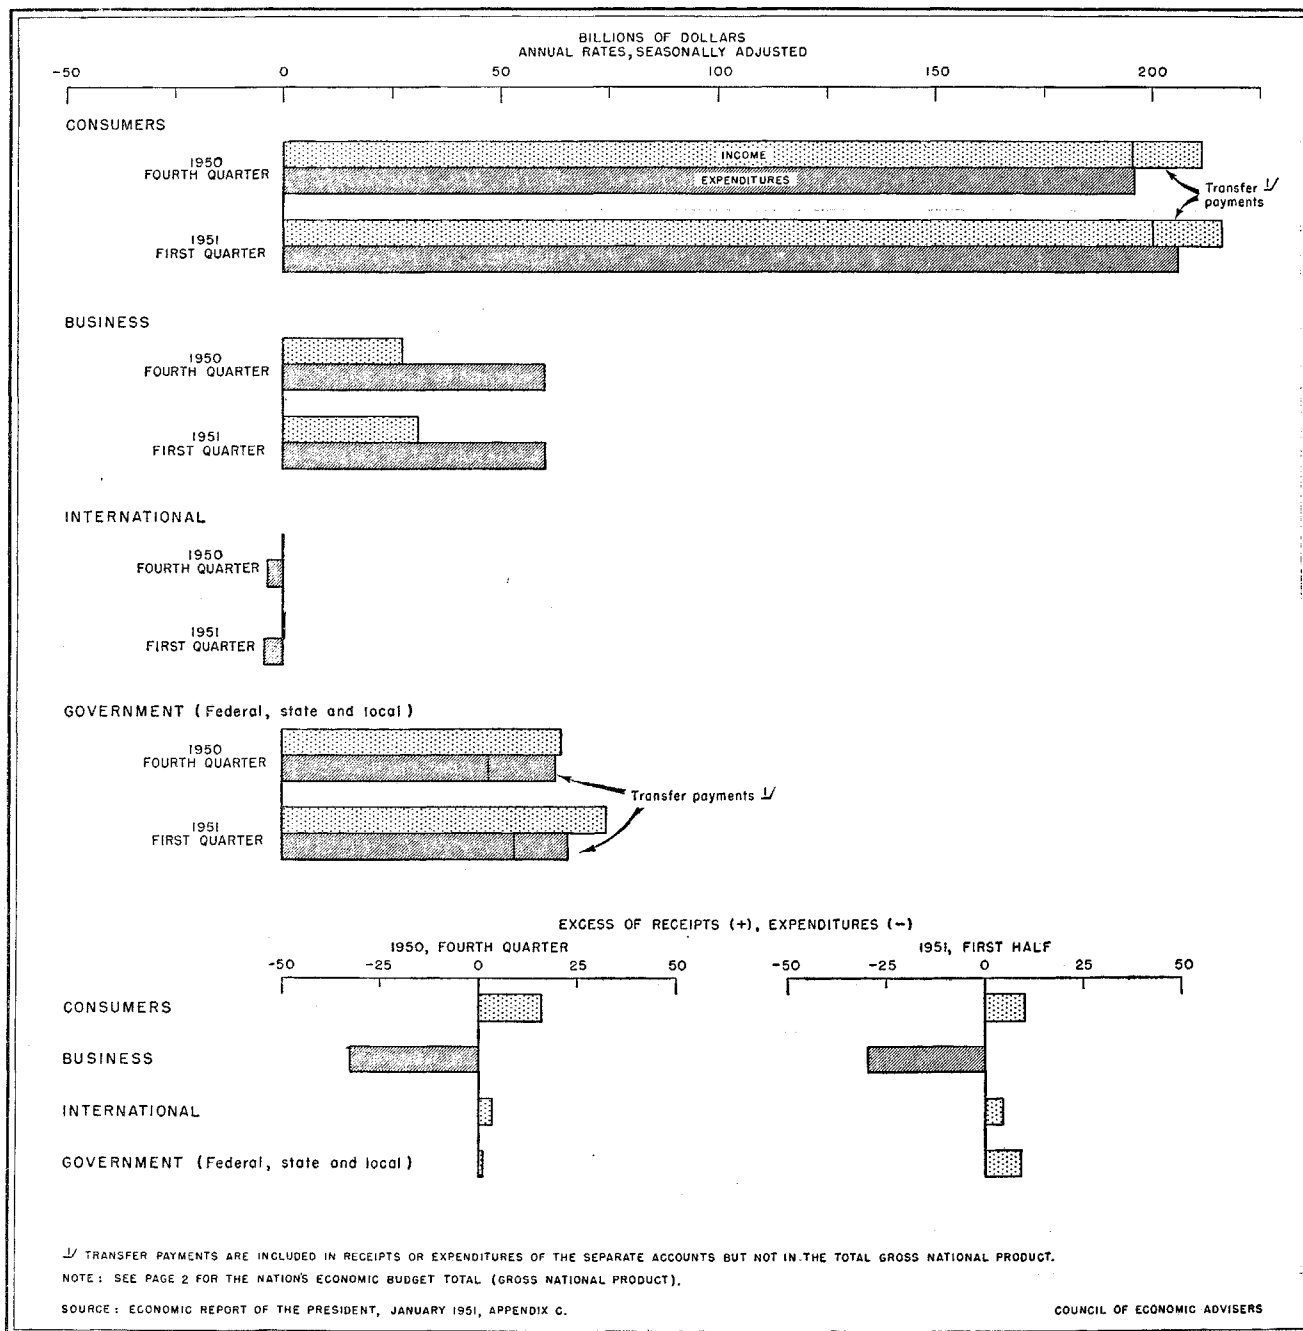 BILLIONS OF DOLLARS
ANNUAL RATES, SEASONALLY ADJUSTED
-50 0 50 100 150 200
CONSUMERS
1950
FOURTH QUARTER
INCOME
EXPENDITURES
Transfer 1/
payments
1951
FIRST QUARTER
BUSINESS
1950
FOURTH QUARTER
1951
FIRST QUARTER
INTERNATIONAL
1950
FOURTH QUARTER
1951
FIRST QUARTER
GOVERNMENT (Federal, state and local)
1950
FOURTH QUARTER
Transfer payments 1/
1951
FIRST QUARTER
EXCESS OF RECEIPTS (+), EXPENDITURES (-)
1950, FOURTH QUARTER 1951, FIRST HALF
-50 -25 0 25 50 -50 -25 0 25 50
CONSUMERS
BUSINESS
INTERNATIONAL
GOVERNMENT (Federal, state and local)
1/ TRANSFER PAYMENTS ARE INCLUDED IN RECEIPTS OR EXPENDITURES OF THE SEPARATE ACCOUNTS BUT NOT IN THE TOTAL GROSS NATIONAL PRODUCT.
NOTE: SEE PAGE 2 FOR THE NATION'S ECONOMIC BUDGET TOTAL (GROSS NATIONAL PRODUCT).
SOURCE: ECONOMIC REPORT OF THE PRESIDENT, JANUARY 1951, APPENDIX C. COUNCIL OF ECONOMIC ADVISERS